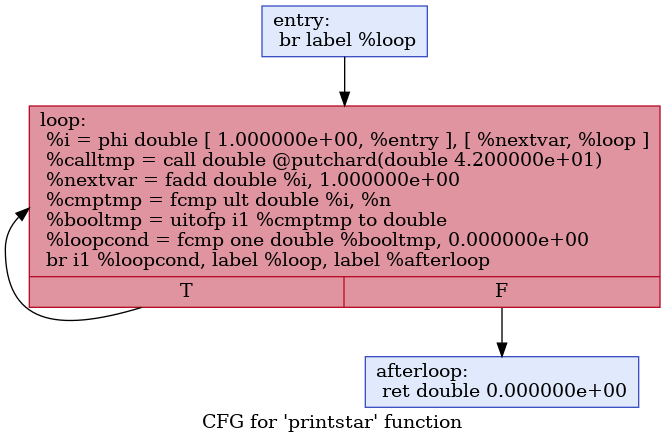 entry:
br label %loop
loop:
%i = phi double [ 1.000000e+00, %entry ], [ %nextvar, %loop ]
%calltmp = call double @putchard(double 4.200000e+01)
%nextvar = fadd double %i, 1.000000e+00
%cmptmp = fcmp ult double %i, %n
%booltmp = uitofp i1 %cmptmp to double
%loopcond = fcmp one double %booltmp, 0.000000e+00
br i1 %loopcond, label %loop, label %afterloop
T F
afterloop:
ret double 0.000000e+00
CFG for 'printstar' function